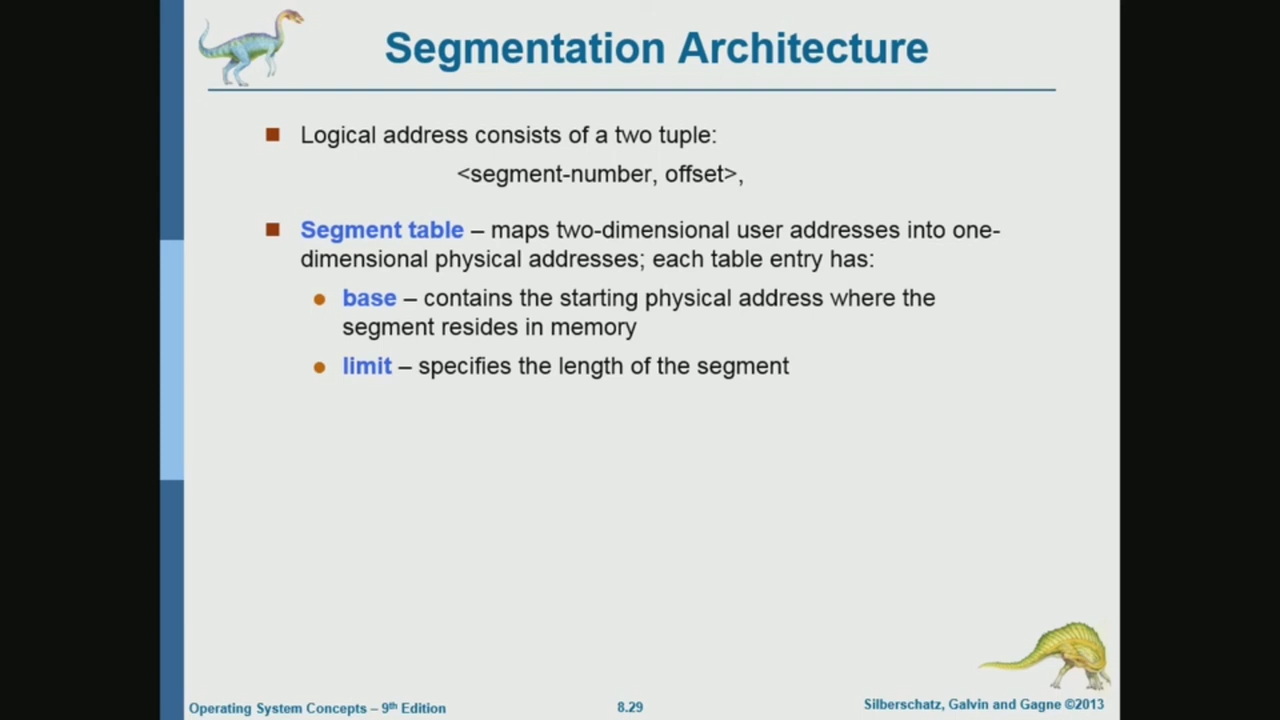 Segmentation Architecture
Logical address consists of a two tuple:
<segment-number, offset>,
Segment table – maps two-dimensional user addresses into one-
dimensional physical addresses; each table entry has:
base – contains the starting physical address where the
segment resides in memory
limit – specifies the length of the segment
Operating System Concepts – 9th Edition
8.29
Silberschatz, Galvin and Gagne ©2013